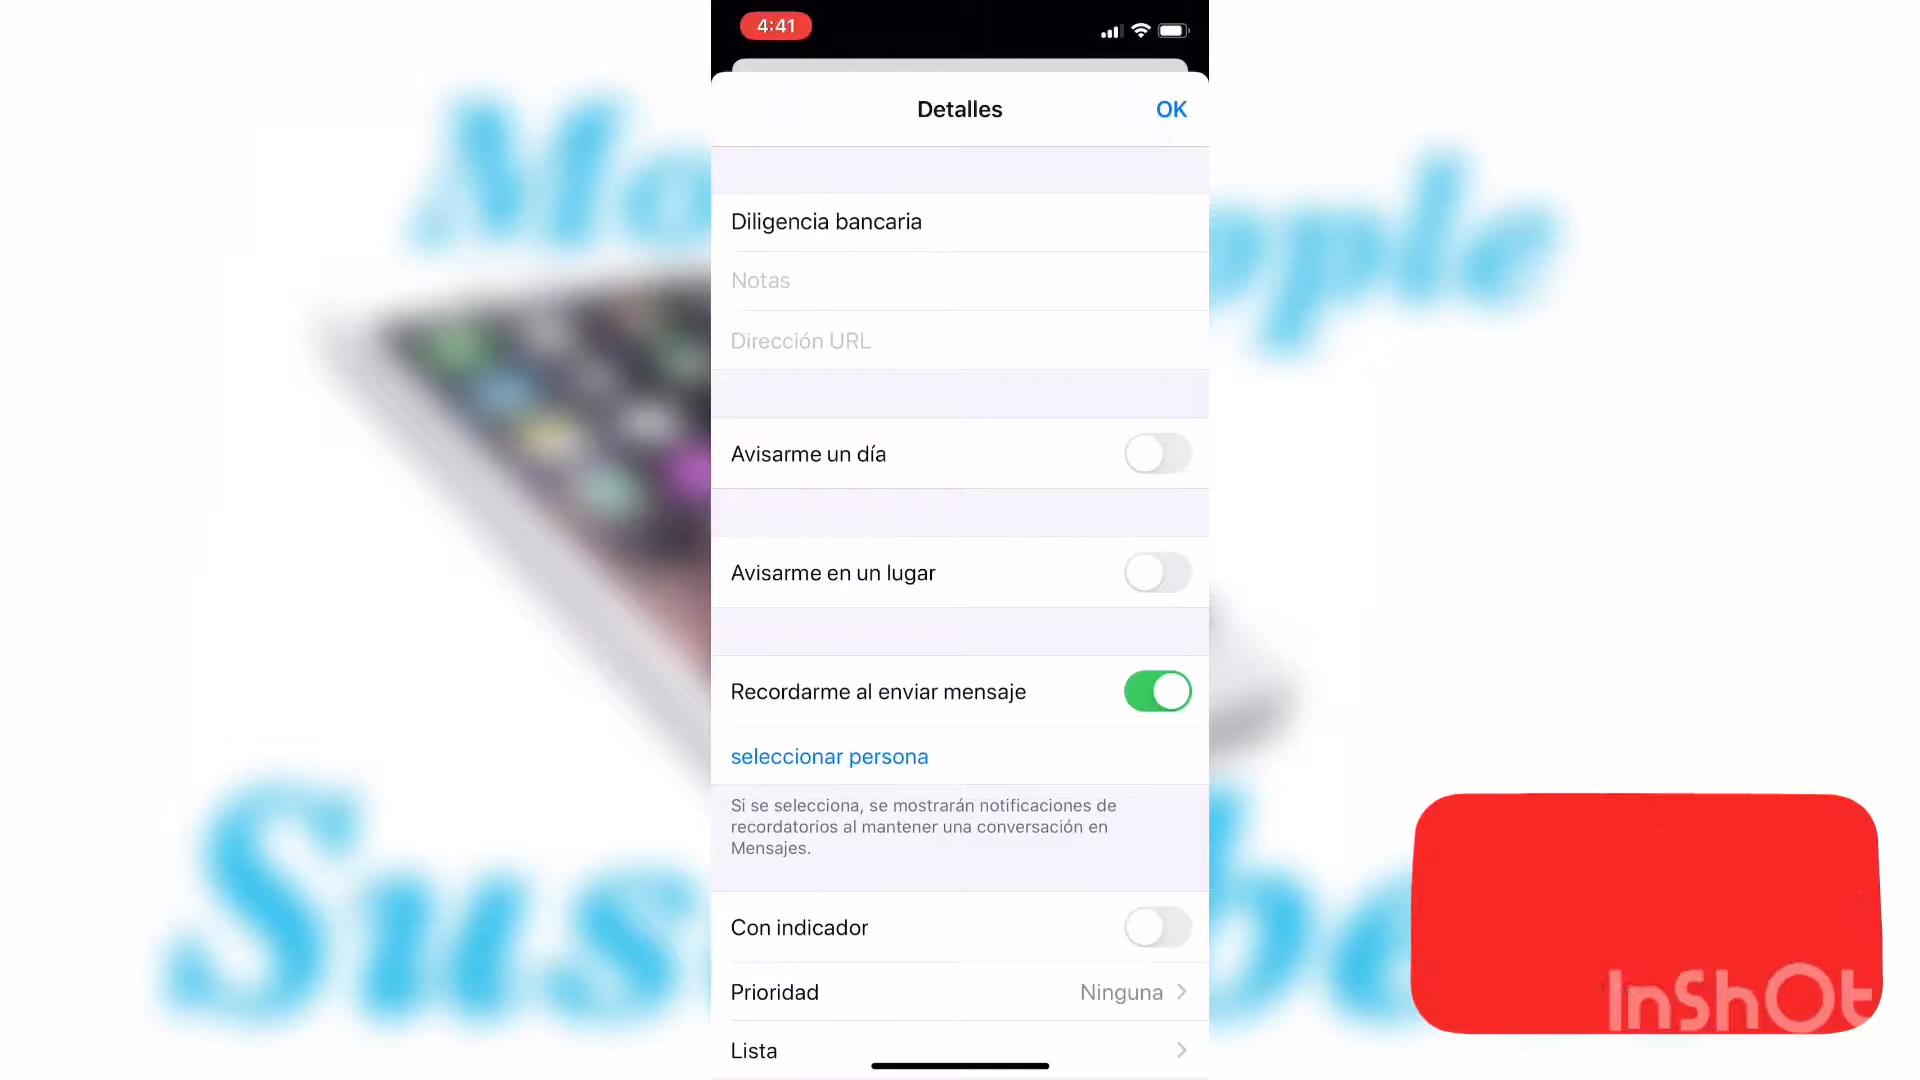 4:41
Detalles
OK
Diligencia bancaria
Notas
Dirección URL
Avisarme un día
Avisarme en un lugar
Recordarme al enviar mensaje
seleccionar persona
Si se selecciona, se mostrarán notificaciones de
recordatorios al mantener una conversación en
Mensajes.
Con indicador
Prioridad
Ninguna
Lista
InShOt